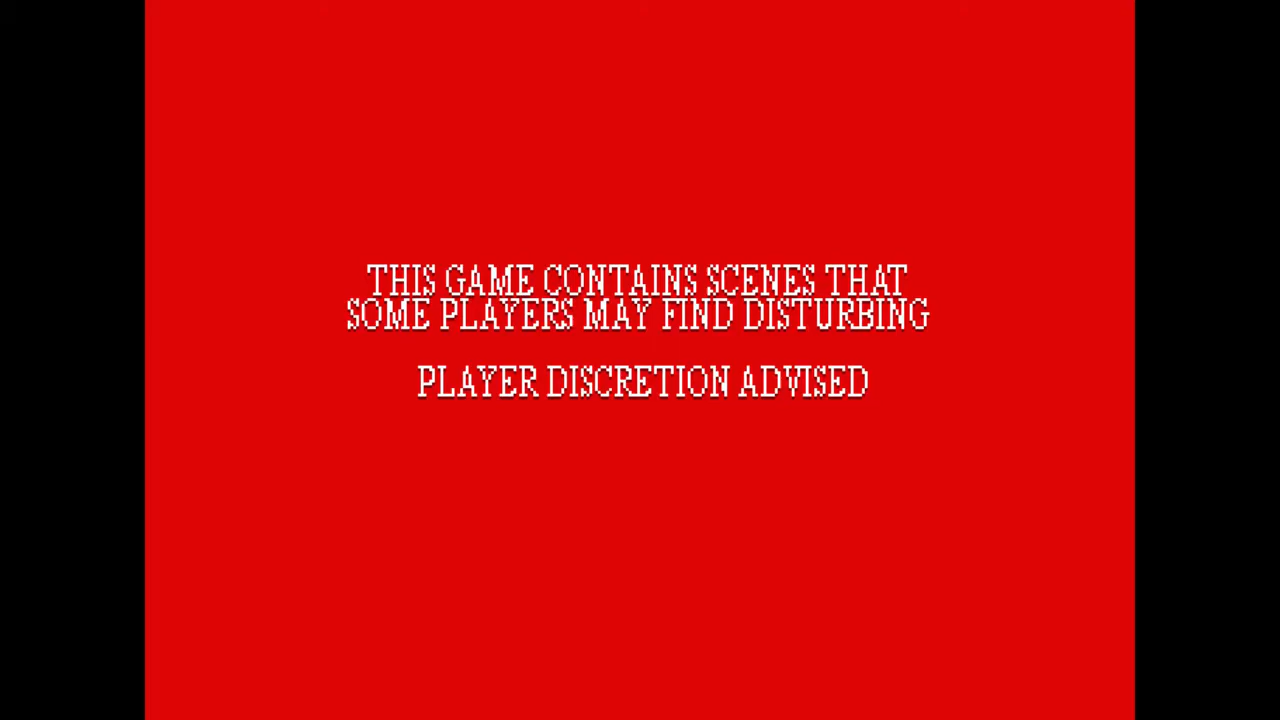 THIS GAME CONTAINS SCENES THAT
SOME PLAYERS MAY FIND DISTURBING
PLAYER DISCRETION ADVISED